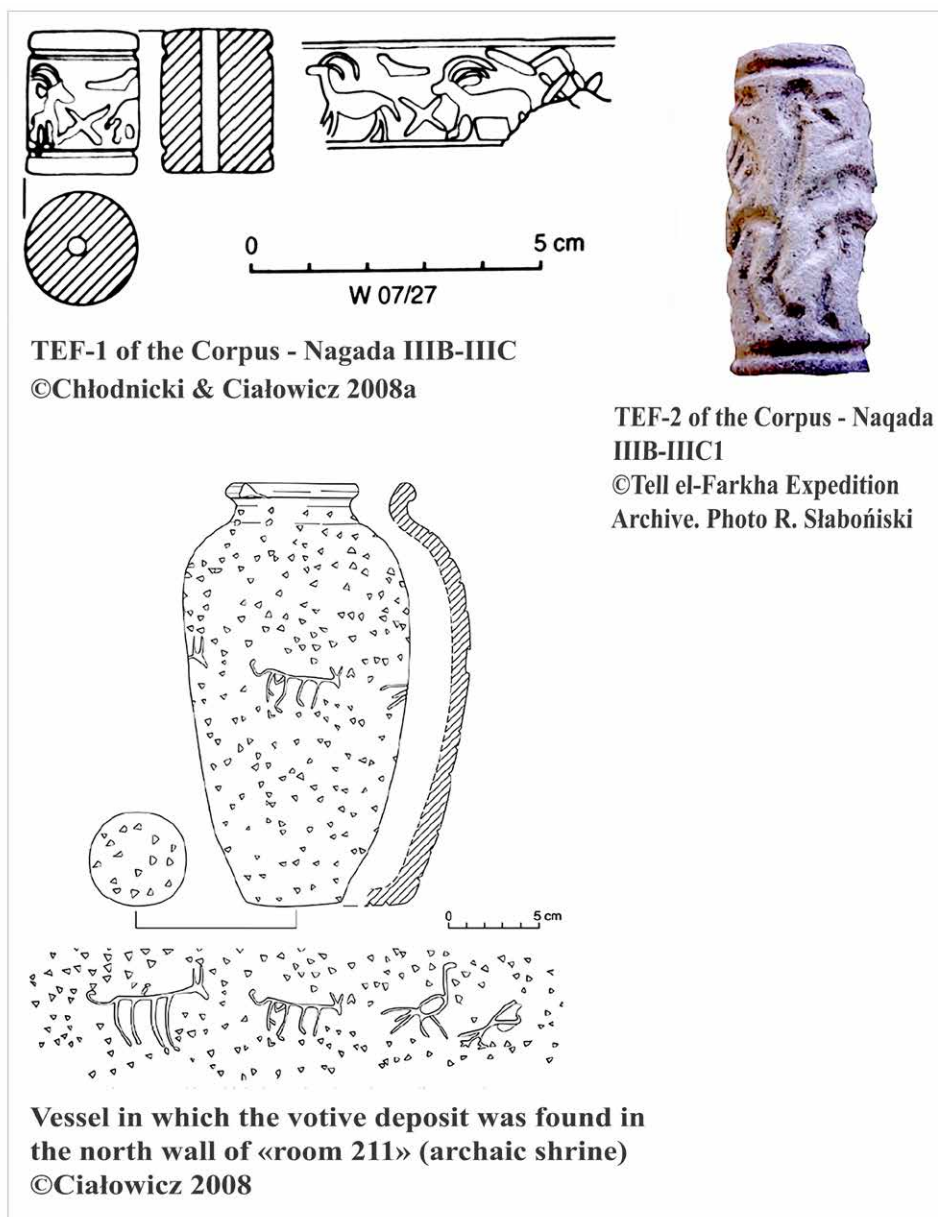 0 5 cm
W 07/27
TEF-1 of the Corpus - Nagada IIIB-IIIC
©Chłodnicki & Ciałowicz 2008a
TEF-2 of the Corpus - Naqada
IIIB-IIIC1
©Tell el-Farkha Expedition
Archive. Photo R. Słaboński
0 5 cm
Vessel in which the votive deposit was found in
the north wall of «room 211» (archaic shrine)
©Ciałowicz 2008